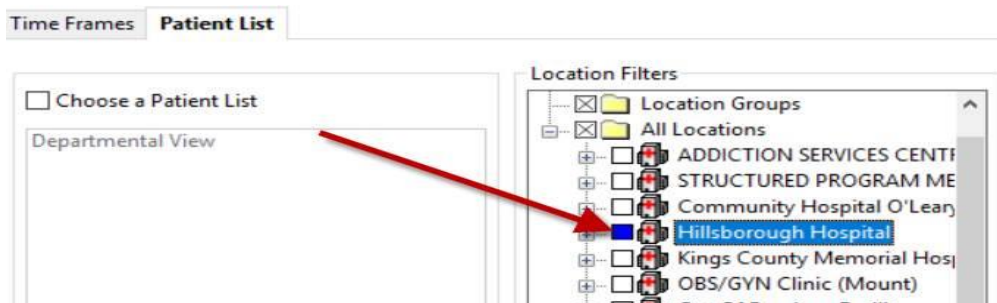 Time Frames Patient List
Choose a Patient List
Departmental View
Location Filters
Location Groups
All Locations
ADDICTION SERVICES CENTR
STRUCTURED PROGRAM ME
Community Hospital O'Leary
Hillsborough Hospital
Kings County Memorial Hosp
OBS/GYN Clinic (Mount)